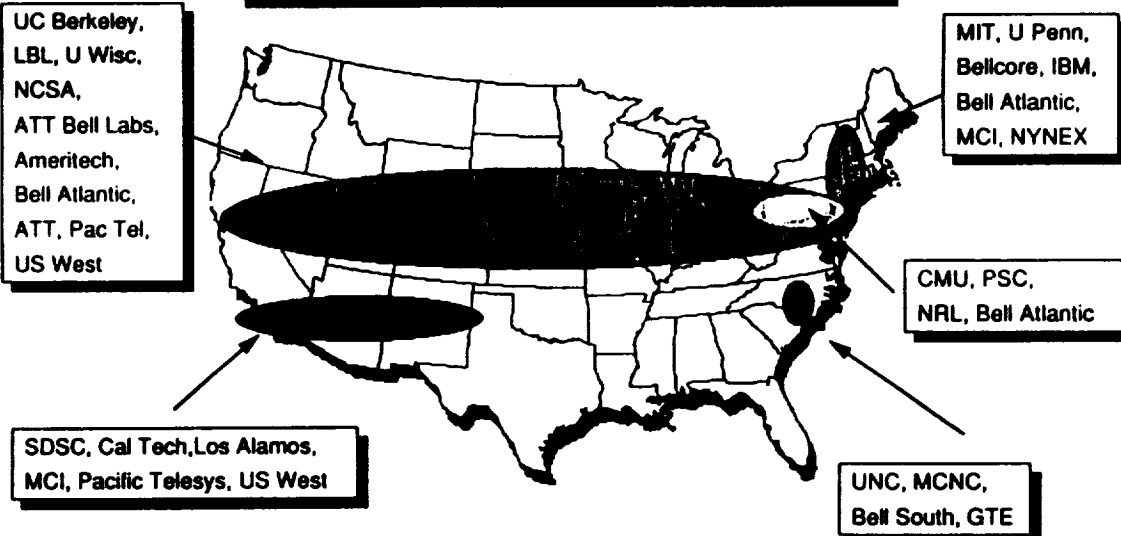 UC Berkeley,
LBL, U Wisc,
NCSA,
ATT Bell Labs,
Ameritech,
Bell Atlantic,
ATT, Pac Tel,
US West
MIT, U Penn,
Bellcore, IBM,
Bell Atlantic,
MCI, NYNEX
CMU, PSC,
NRL, Bell Atlantic
SDSC, Cal Tech,Los Alamos,
MCI, Pacific Telesys, US West
UNC, MCNC,
Bell South, GTE